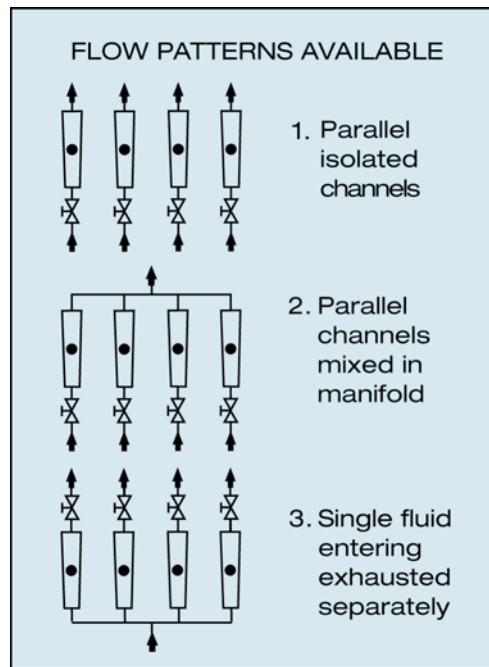 FLOW PATTERNS AVAILABLE
1. Parallel
isolated
channels
2. Parallel
channels
mixed in
manifold
3. Single fluid
entering
exhausted
separately